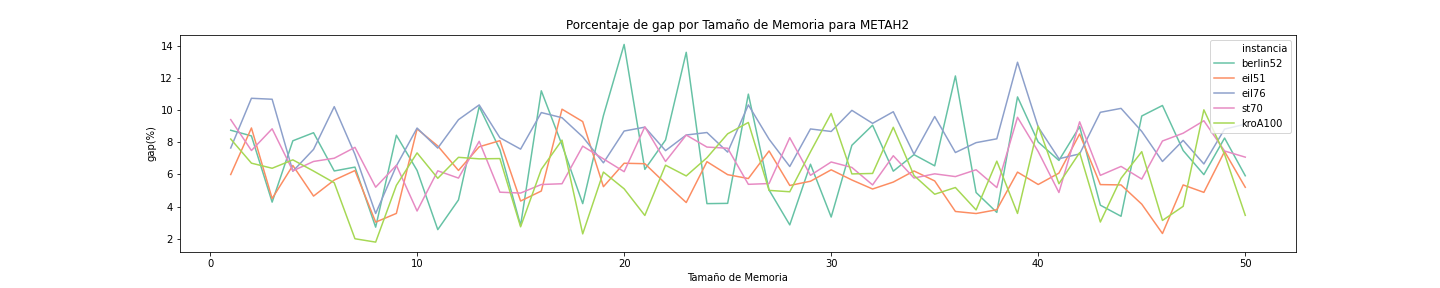 Porcentaje de gap por Tamaño de Memoria para METAH2
gap(%)
14
12
10
8
6
4
2
0
10
20
30
40
50
Tamaño de Memoria
instancia
berlin52
eil51
eil76
st70
kroA100